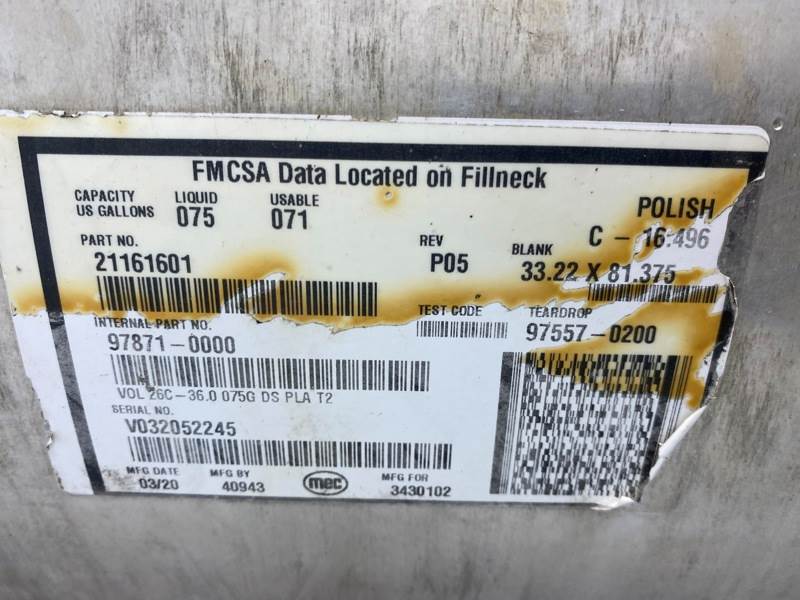 FMCSA Data Located on Fillneck
CAPACITY US GALLONS
LIQUID 075
USABLE 071
POLISH
C - 16.496
PART NO.
21161601
REV
P05
BLANK
33.22 X 81.375
INTERNAL PART NO.
97871-0000
TEST CODE
TEARDROP
97557-0200
VOL 26C-36.0 075G DS PLA T2
SERIAL NO.
V032052245
MFG DATE
03/20
MFG BY
40943
mec
MFG FOR
3430102